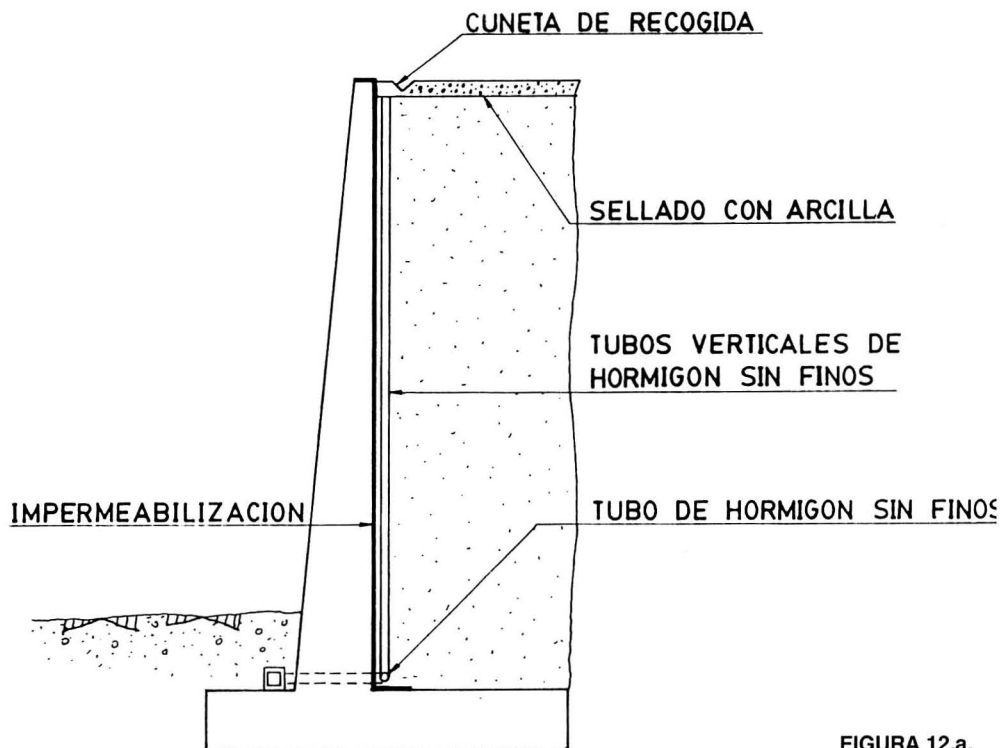 CUNETA DE RECOGIDA
SELLADO CON ARCILLA
TUBOS VERTICALES DE
HORMIGON SIN FINOS
IMPERMEABILIZACION
TUBO DE HORMIGON SIN FINOS
FIGURA 12.a.